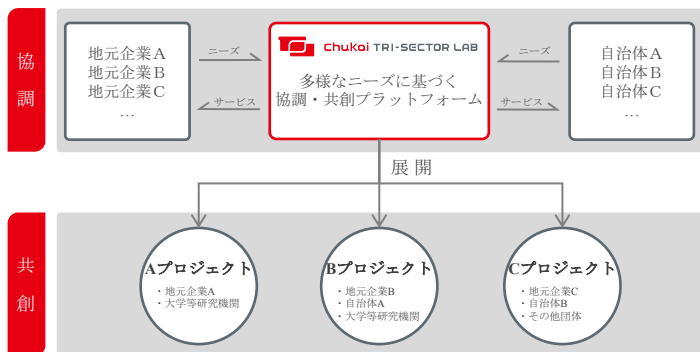 協調
地元企業A
地元企業B
地元企業C
…
ニーズ
サービス
Chukai TRI-SECTOR LAB
多様なニーズに基づく
協調・共創プラットフォーム
ニーズ
サービス
自治体A
自治体B
自治体C
…
展開
共創
Aプロジェクト
・地元企業A
・大学等研究機関
Bプロジェクト
・地元企業B
・自治体A
・大学等研究機関
Cプロジェクト
・地元企業C
・自治体B
・その他団体